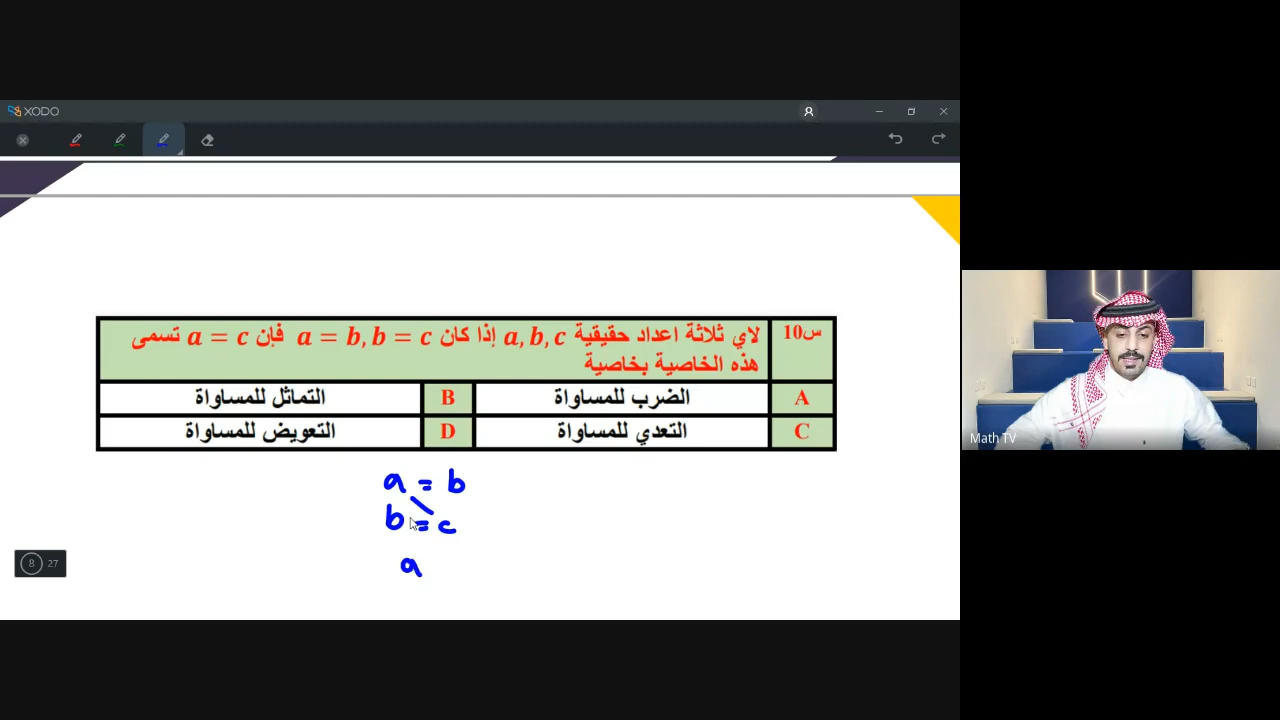 XODO
س10
لاي ثلاثة اعداد حقيقية a, b, c إذا كان a = b, b = c فإن a = c تسمى
هذه الخاصية بخاصية
A الضرب للمساواة B التماثل للمساواة
C التعدي للمساواة D التعويض للمساواة
a = b
b = c
a
8 27
Math TV